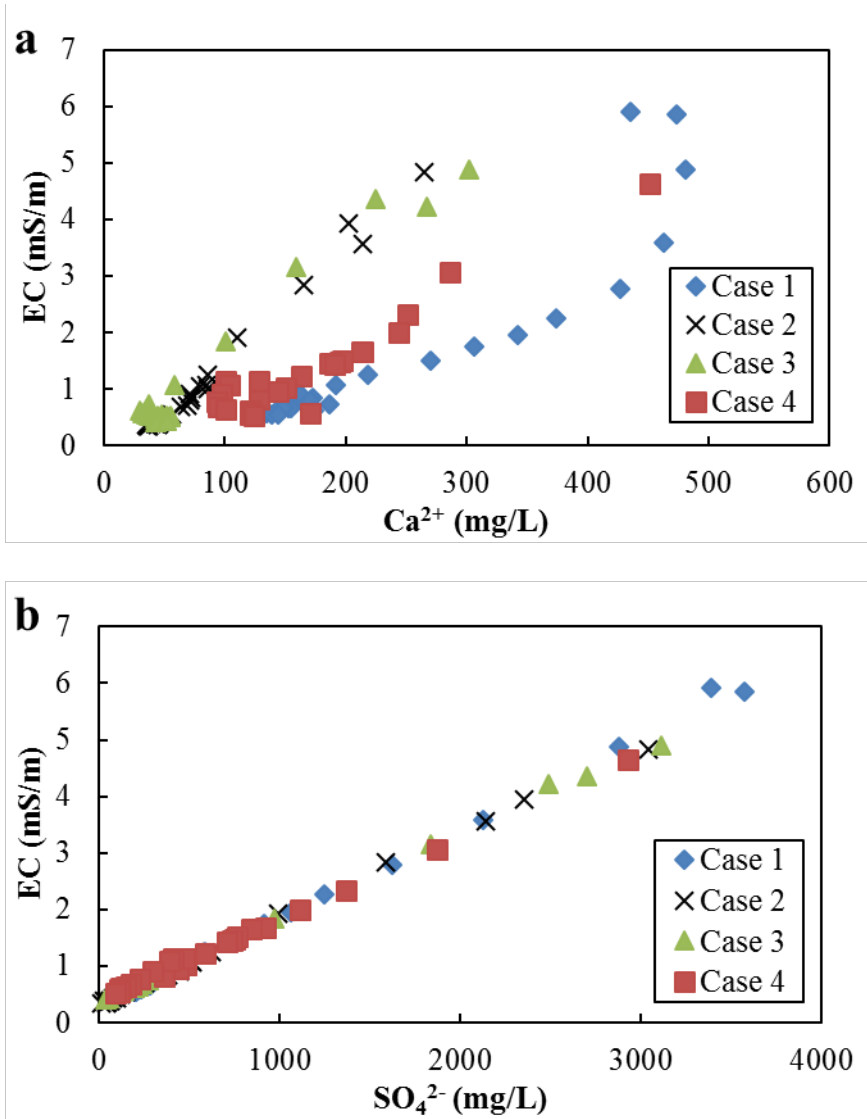 a
7
6
5
4
3
2
1
0
EC (mS/m)
0 100 200 300 400 500 600
Ca²⁺ (mg/L)
Case 1
Case 2
Case 3
Case 4
b
7
6
5
4
3
2
1
0
EC (mS/m)
0 1000 2000 3000 4000
SO₄²⁻ (mg/L)
Case 1
Case 2
Case 3
Case 4